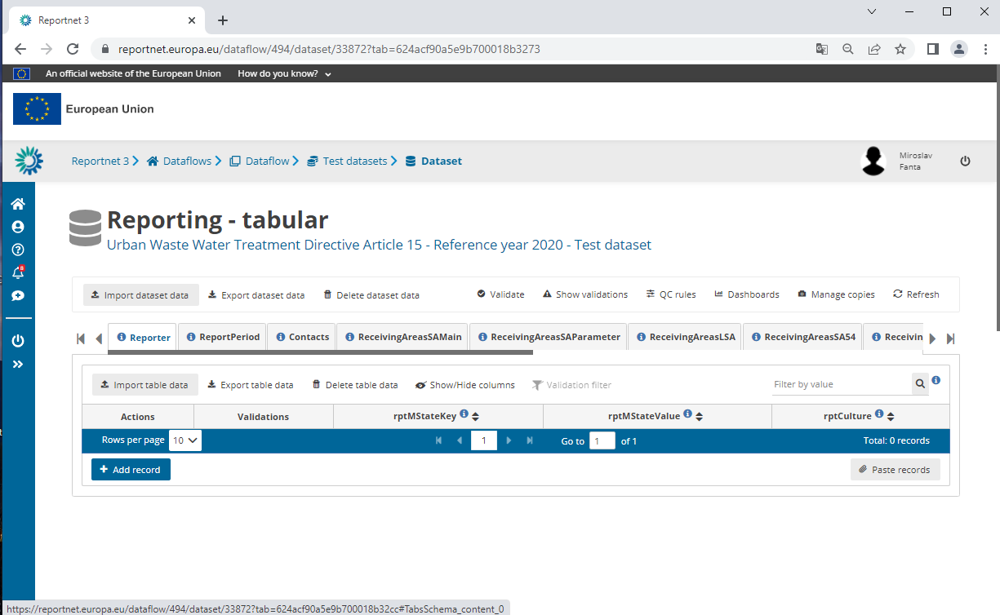 Reportnet 3
reportnet.europa.eu/dataflow/494/dataset/33872?tab=624acf90a5e9b700018b3273
An official website of the European Union How do you know?
European Union
Reportnet 3 Dataflows Dataflow Test datasets Dataset
Miroslav
Fanta
Reporting - tabular
Urban Waste Water Treatment Directive Article 15 - Reference year 2020 - Test dataset
8
Import dataset data Export dataset data Delete dataset data Validate Show validations QC rules Dashboards Manage copies Refresh
Reporter ReportPeriod Contacts ReceivingAreasSAMain ReceivingAreasSAParameter ReceivingAreasLSA ReceivingAreasSA54 Receivin
Import table data Export table data Delete table data Show/Hide columns Validation filter Filter by value
Actions Validations rptMStateKey rptMStateValue rptCulture
Rows per page 10 1 Go to 1 of 1 Total: 0 records
Add record Paste records
https://reportnet.europa.eu/dataflow/494/dataset/33872?tab=624acf90a5e9b700018b32cc#TabsSchema_content_0